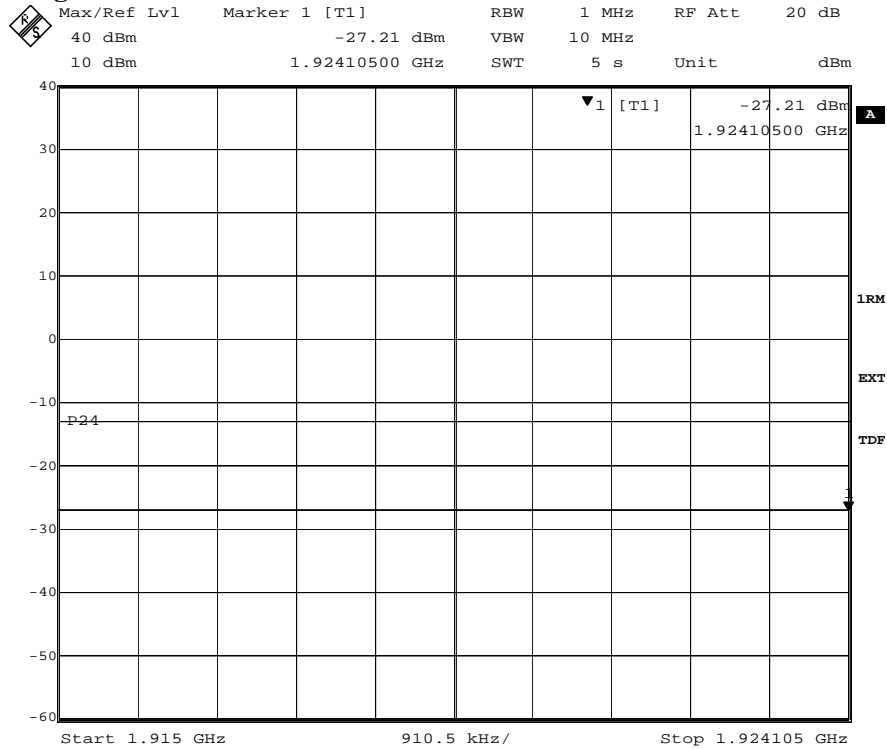 Max/Ref Lvl Marker 1 [T1] RBW 1 MHz RF Att 20 dB
40 dBm -27.21 dBm VBW 10 MHz
10 dBm 1.92410500 GHz SWT 5 s Unit dBm
40
1 [T1] -27.21 dBm
A
1.92410500 GHz
30
20
10
1RM
0
EXT
-10
P24
TDF
-20
1
-30
-40
-50
-60
Start 1.915 GHz 910.5 kHz/ Stop 1.924105 GHz
R
S